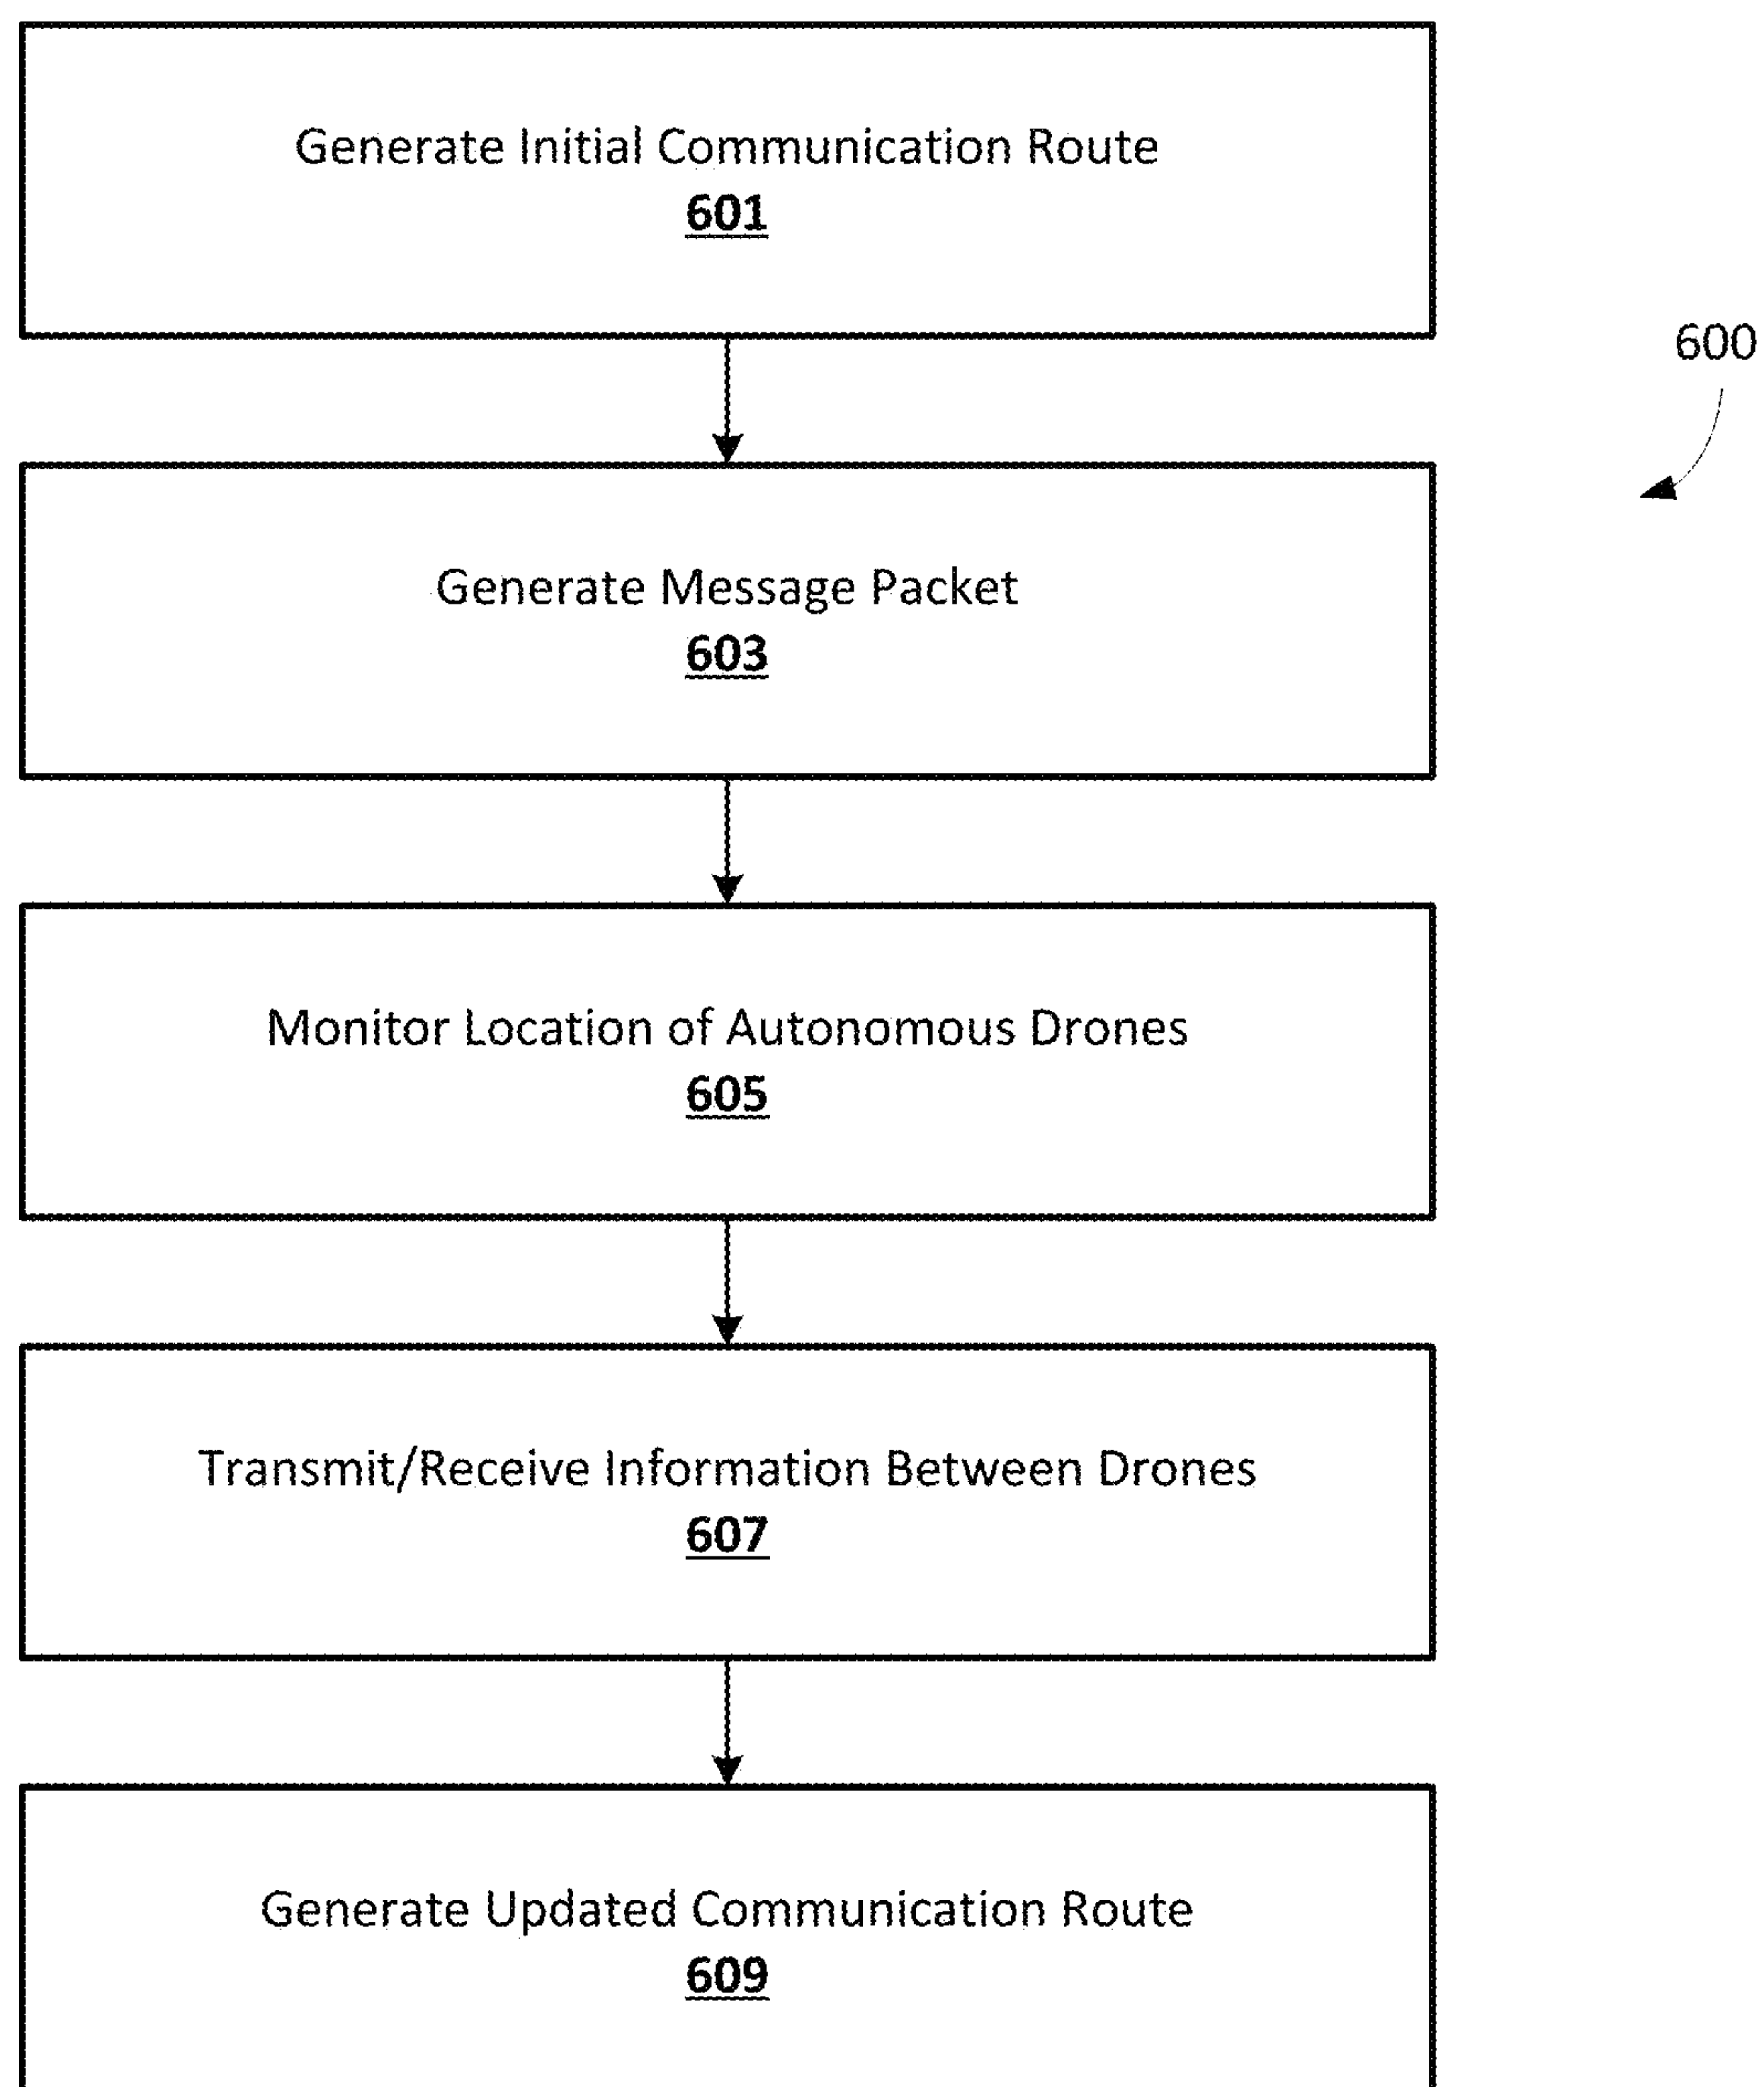 Generate Initial Communication Route
601
600
Generate Message Packet
603
Monitor Location of Autonomous Drones
605
Transmit/Receive Information Between Drones
607
Generate Updated Communication Route
609